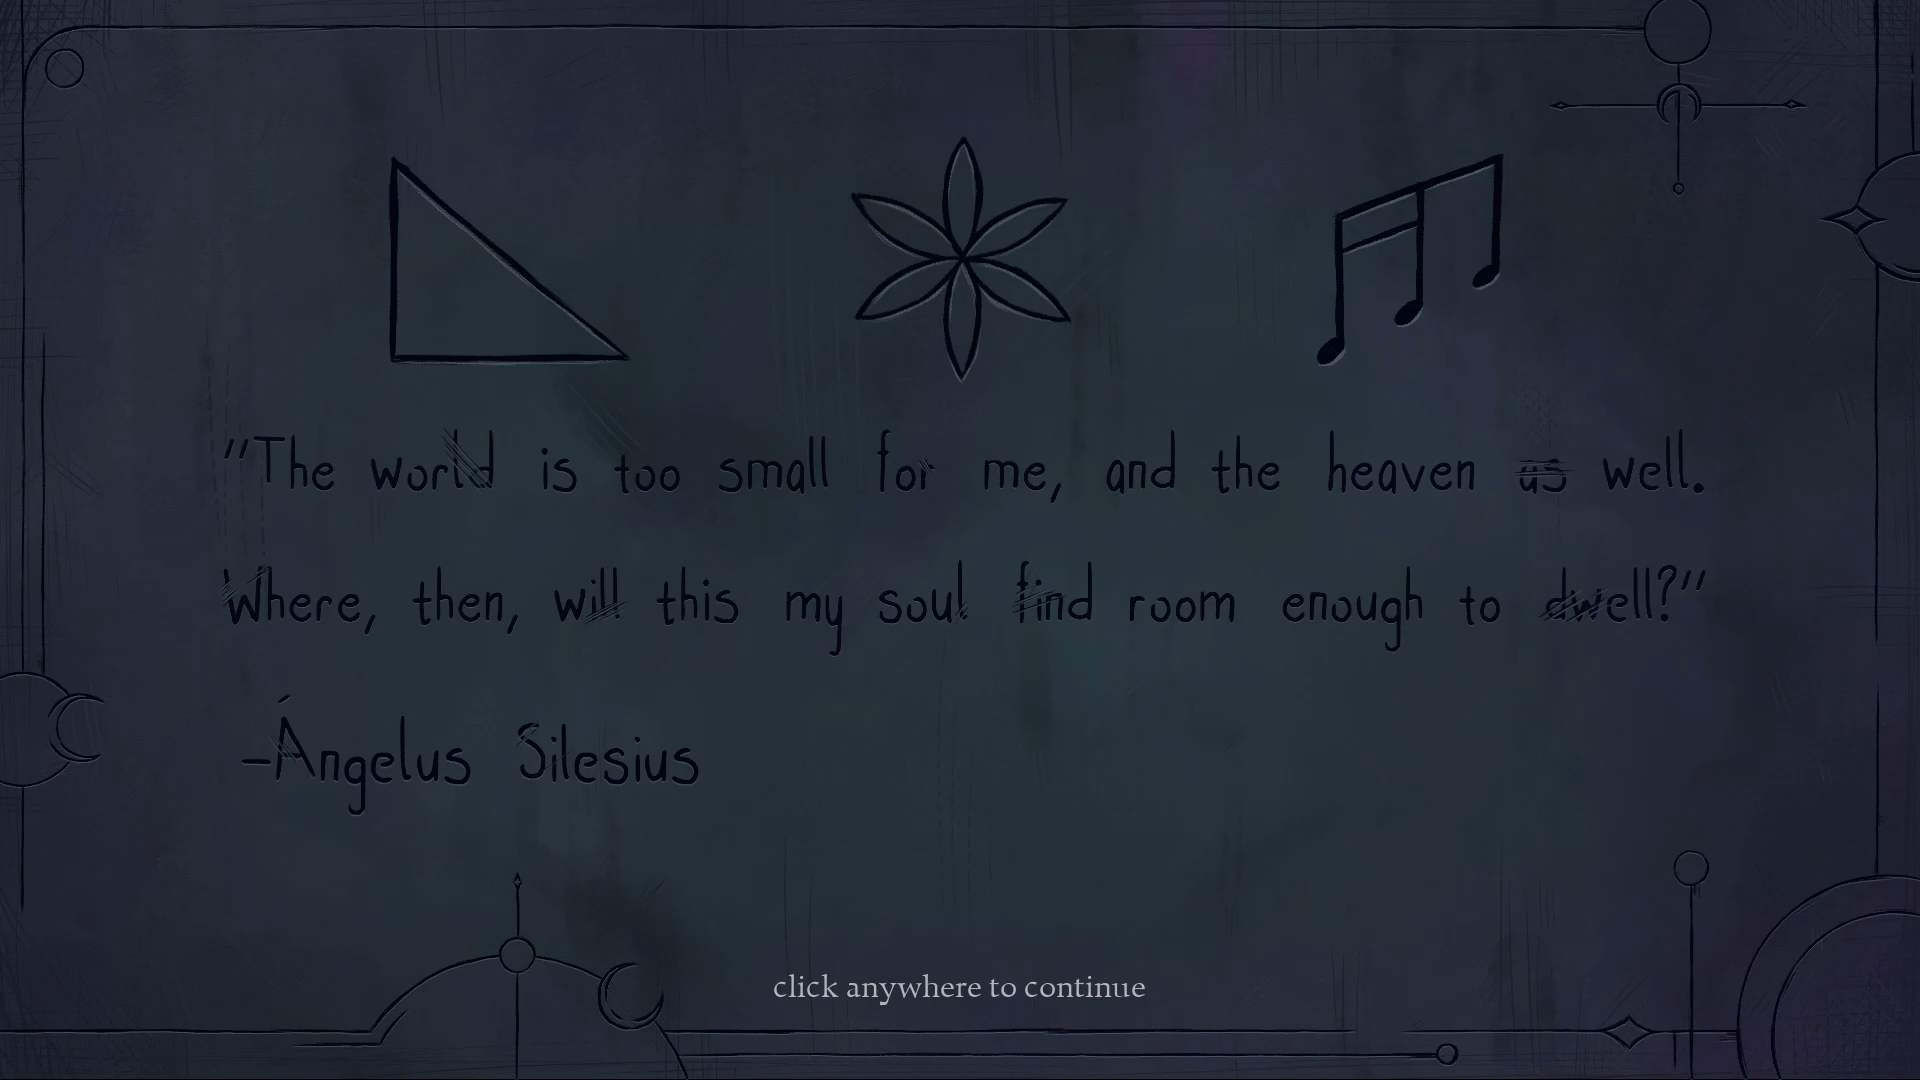 "The world is too small for me, and the heaven as well.
Where, then, will this my soul find room enough to dwell?"
-Ángelus Silesius
click anywhere to continue